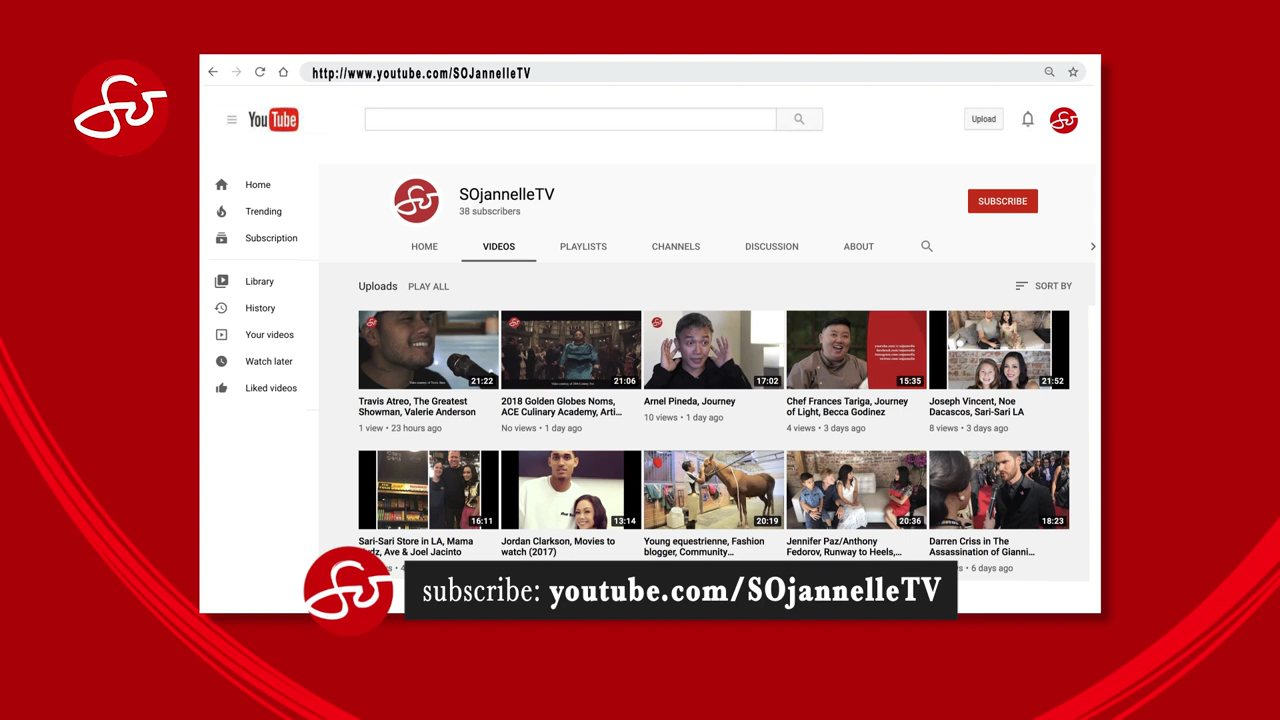 http://www.youtube.com/SOJannelleTV
YouTube
Upload
Home
Trending
Subscription
Library
History
Your videos
Watch later
Liked videos
SOjannelleTV
38 subscribers
SUBSCRIBE
HOME VIDEOS PLAYLISTS CHANNELS DISCUSSION ABOUT
Uploads PLAY ALL SORT BY
21:22
Travis Atreo, The Greatest
Showman, Valerie Anderson
1 view • 23 hours ago
21:06
2018 Golden Globes Noms,
ACE Culinary Academy, Arti...
No views • 1 day ago
17:02
Arnel Pineda, Journey
10 views • 1 day ago
15:35
Chef Frances Tariga, Journey
of Light, Becca Godinez
4 views • 3 days ago
21:52
Joseph Vincent, Noe
Dacascos, Sari-Sari LA
8 views • 3 days ago
16:11
Sari-Sari Store in LA, Mama
Ave & Joel Jacinto
13:14
Jordan Clarkson, Movies to
watch (2017)
20:19
Young equestrienne, Fashion
blogger, Community...
20:36
Jennifer Paz/Anthony
Fedorov, Runway to Heels,...
18:23
Darren Criss in The
Assassination of Gianni...
• 6 days ago
subscribe: youtube.com/SOjannelleTV